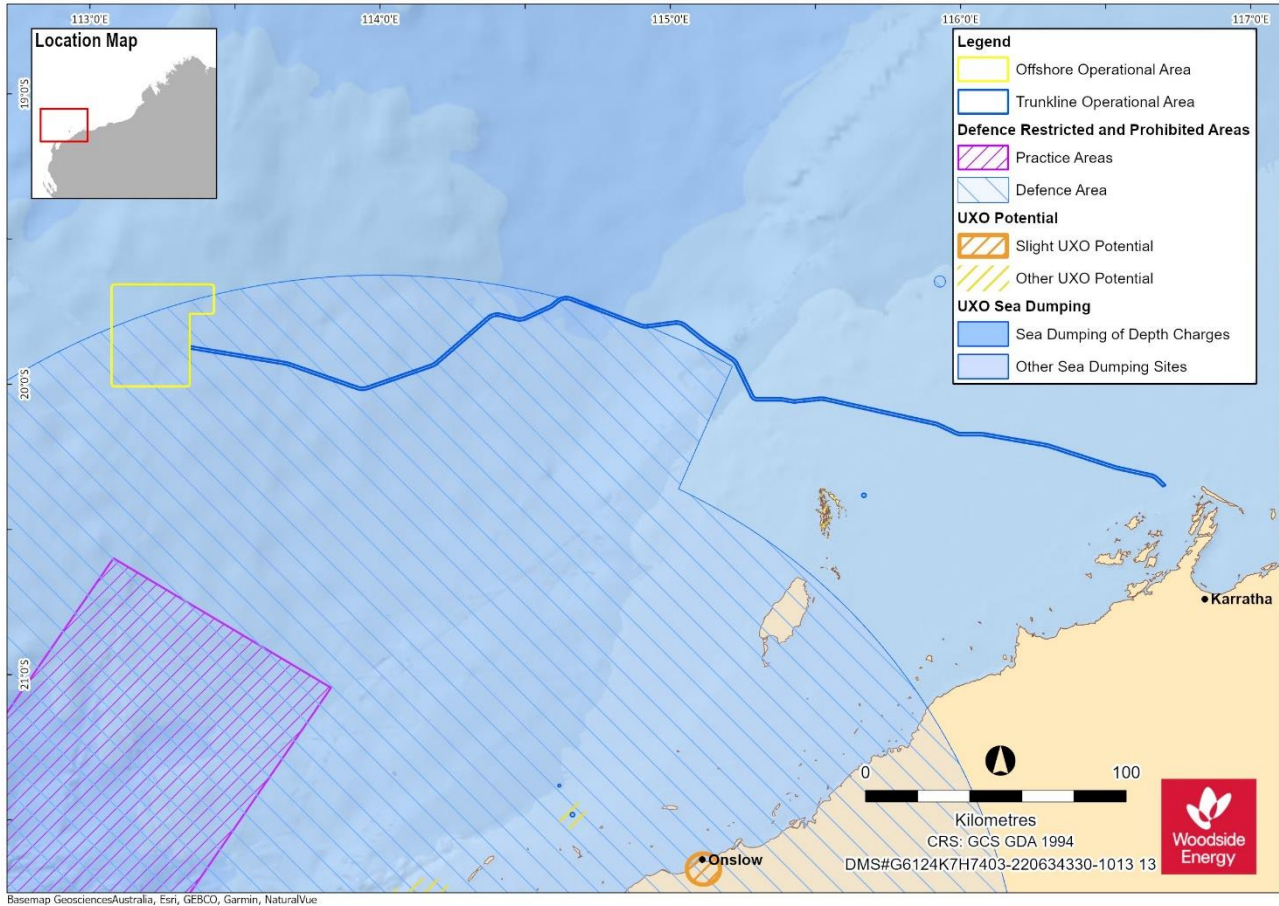 113°0'E
114°0'E
115°0'E
116°0'E
117°0'E
Location Map
19°0'S
20°0'S
21°0'S
Legend
Offshore Operational Area
Trunkline Operational Area
Defence Restricted and Prohibited Areas
Practice Areas
Defence Area
UXO Potential
Slight UXO Potential
Other UXO Potential
UXO Sea Dumping
Sea Dumping of Depth Charges
Other Sea Dumping Sites
Karratha
Onslow
0
100
Kilometres
CRS: GCS GDA 1994
DMS#G6124K7H7403-220634330-1013 13
Woodside
Energy
Basemap GeosciencesAustralia, Esri, GEBCO, Garmin, NaturalVue